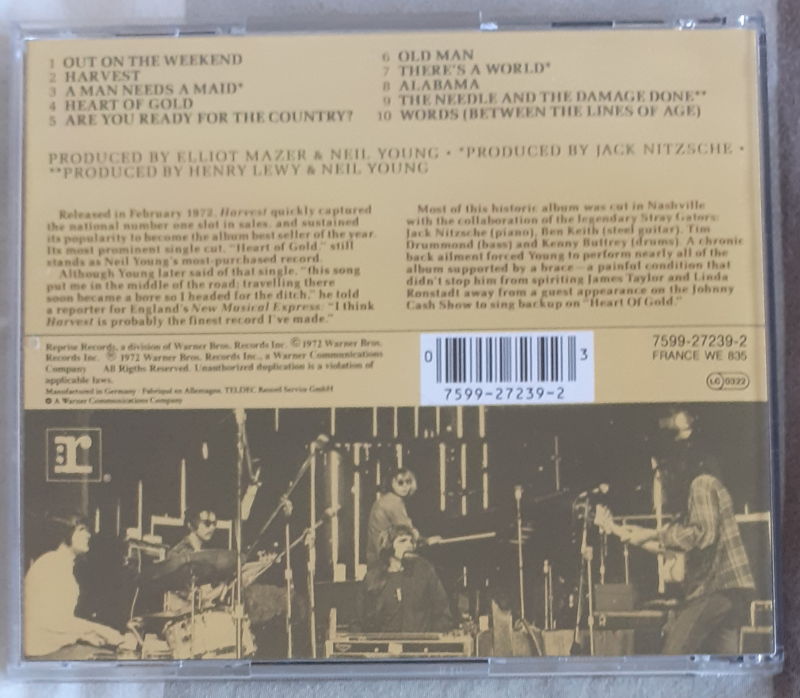 1 OUT ON THE WEEKEND
2 HARVEST
3 A MAN NEEDS A MAID*
4 HEART OF GOLD
5 ARE YOU READY FOR THE COUNTRY?
6 OLD MAN
7 THERE'S A WORLD*
8 ALABAMA
9 THE NEEDLE AND THE DAMAGE DONE**
10 WORDS (BETWEEN THE LINES OF AGE)
PRODUCED BY ELLIOT MAZER & NEIL YOUNG • *PRODUCED BY JACK NITZSCHE •
**PRODUCED BY HENRY LEWY & NEIL YOUNG
Released in February 1972, Harvest quickly captured
the national number one slot in sales, and sustained
its popularity to become the album best seller of the year.
Its most prominent single cut, "Heart of Gold," still
stands as Neil Young's most-purchased record.
Although Young later said of that single, "this song
put me in the middle of the road; travelling there
soon became a bore so I headed for the ditch," he told
a reporter for England's New Musical Express: "I think
Harvest is probably the finest record I've made."
Most of this historic album was cut in Nashville
with the collaboration of the legendary Stray Gators:
Jack Nitzsche (piano), Ben Keith (steel guitar), Tim
Drummond (bass) and Kenny Buttrey (drums). A chronic
back ailment forced Young to perform nearly all of the
album supported by a brace—a painful condition that
didn't stop him from spiriting James Taylor and Linda
Ronstadt away from a guest appearance on the Johnny
Cash Show to sing backup on "Heart Of Gold."
Reprise Records, a division of Warner Bros. Records Inc. ©1972 Warner Bros.
Records Inc. ℗ 1972 Warner Bros. Records Inc., a Warner Communications
Company All Rigths Reserved. Unauthorized duplication is a violation of
applicable laws.
Manufactured in Germany · Fabriqué en Allemagne, TELDEC Record Service GmbH
A Warner Communications Company
0 7599-27239-2 3
7599-27239-2
FRANCE WE 835
LC 0322
r